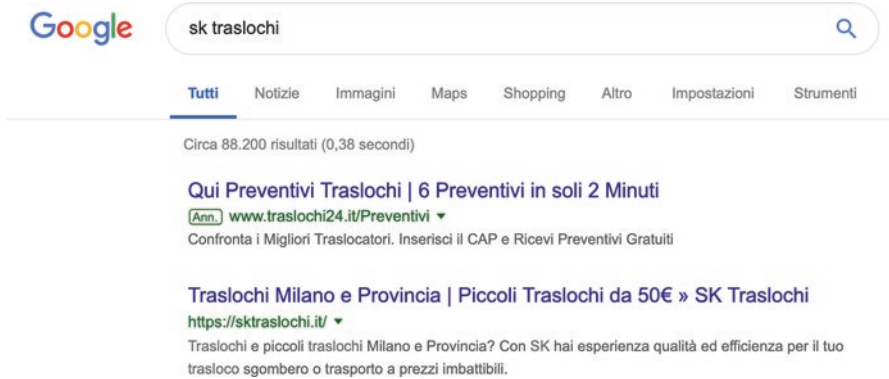 Google
sk traslochi
Tutti Notizie Immagini Maps Shopping Altro Impostazioni Strumenti
Circa 88.200 risultati (0,38 secondi)
Qui Preventivi Traslochi | 6 Preventivi in soli 2 Minuti
Ann. www.traslochi24.it/Preventivi
Confronta i Migliori Traslocatori. Inserisci il CAP e Ricevi Preventivi Gratuiti
Traslochi Milano e Provincia | Piccoli Traslochi da 50€ » SK Traslochi
https://sktraslochi.it/
Traslochi e piccoli traslochi Milano e Provincia? Con SK hai esperienza qualità ed efficienza per il tuo
trasloco sgombero o trasporto a prezzi imbattibili.